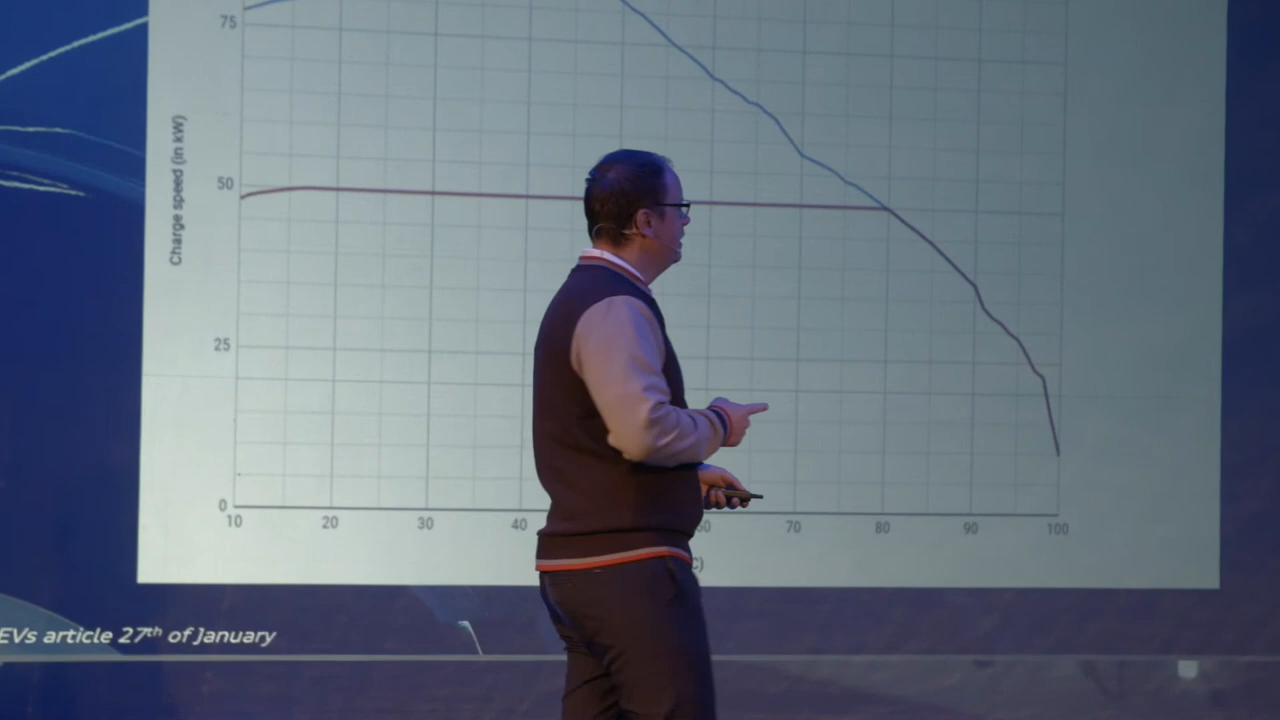 75
Charge speed (in kW)
50
25
0
10 20 30 40 60 70 80 90 100
C)
EVs article 27th of January